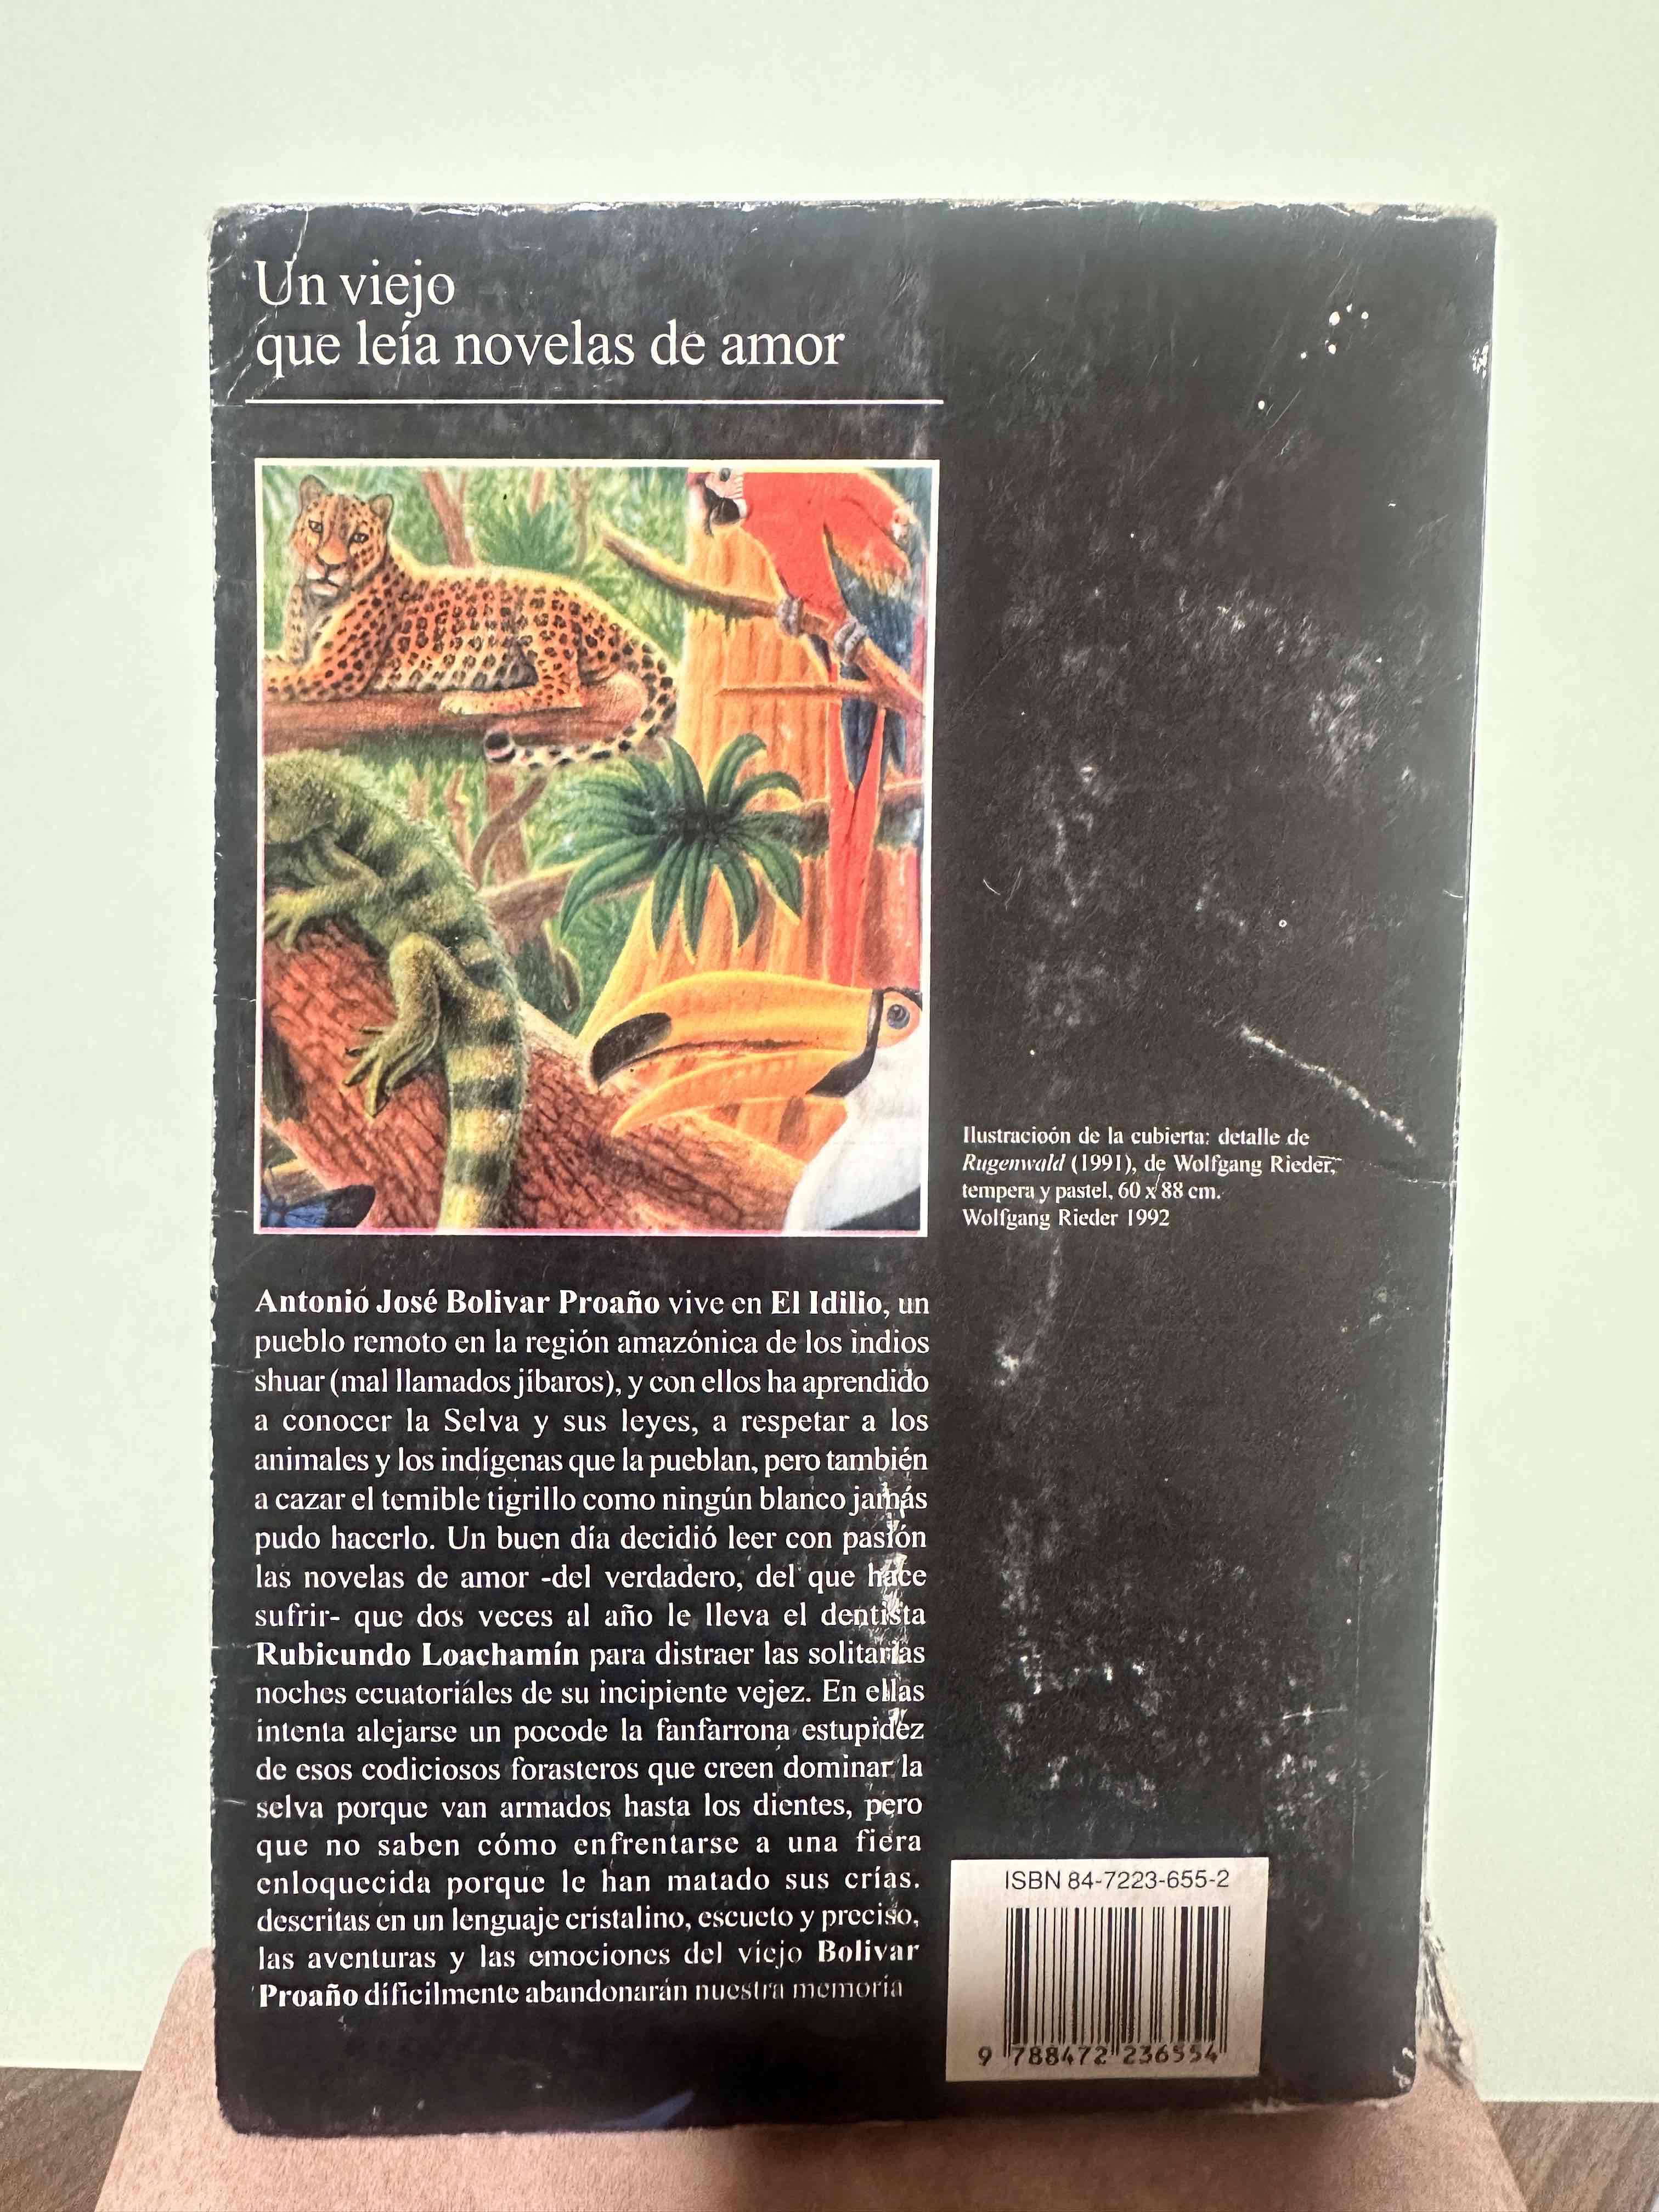 Un viejo
que leía novelas de amor
Ilustracioón de la cubierta: detalle de
Rugenwald (1991), de Wolfgang Rieder,
tempera y pastel, 60 x 88 cm.
Wolfgang Rieder 1992
Antonio José Bolivar Proaño vive en El Idilio, un
pueblo remoto en la región amazónica de los indios
shuar (mal llamados jíbaros), y con ellos ha aprendido
a conocer la Selva y sus leyes, a respetar a los
animales y los indígenas que la pueblan, pero también
a cazar el temible tigrillo como ningún blanco jamás
pudo hacerlo. Un buen día decidió leer con pasión
las novelas de amor -del verdadero, del que hace
sufrir- que dos veces al año le lleva el dentista
Rubicundo Loachamín para distraer las solitarias
noches ecuatoriáles de su incipiente vejez. En ellas
intenta alejarse un pocode la fanfarrona estupidez
de esos codiciosos forasteros que creen dominar la
selva porque van armados hasta los dientes, pero
que no saben cómo enfrentarse a una fiera
enloquecida porque le han matado sus crías.
descritas en un lenguaje cristalino, escueto y preciso,
las aventuras y las emociones del viejo Bolivar
Proaño díficilmente abandonarán nuestra memoria
ISBN 84-7223-655-2
9 788472 236554